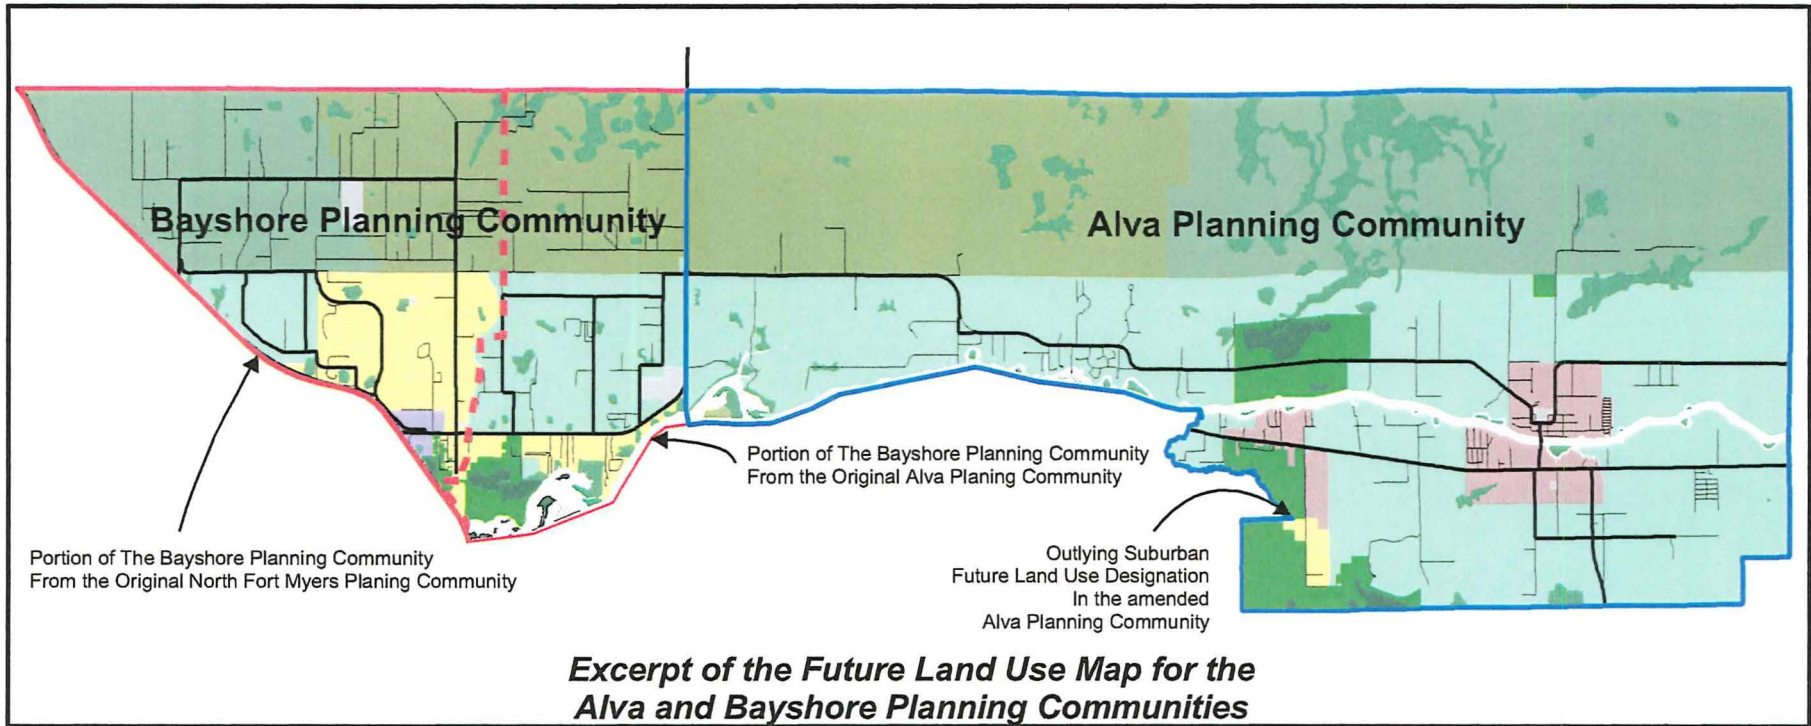 Bayshore Planning Community
Alva Planning Community
Portion of The Bayshore Planning Community
From the Original Alva Planing Community
Portion of The Bayshore Planning Community
From the Original North Fort Myers Planing Community
Outlying Suburban
Future Land Use Designation
In the amended
Alva Planning Community
Excerpt of the Future Land Use Map for the
Alva and Bayshore Planning Communities